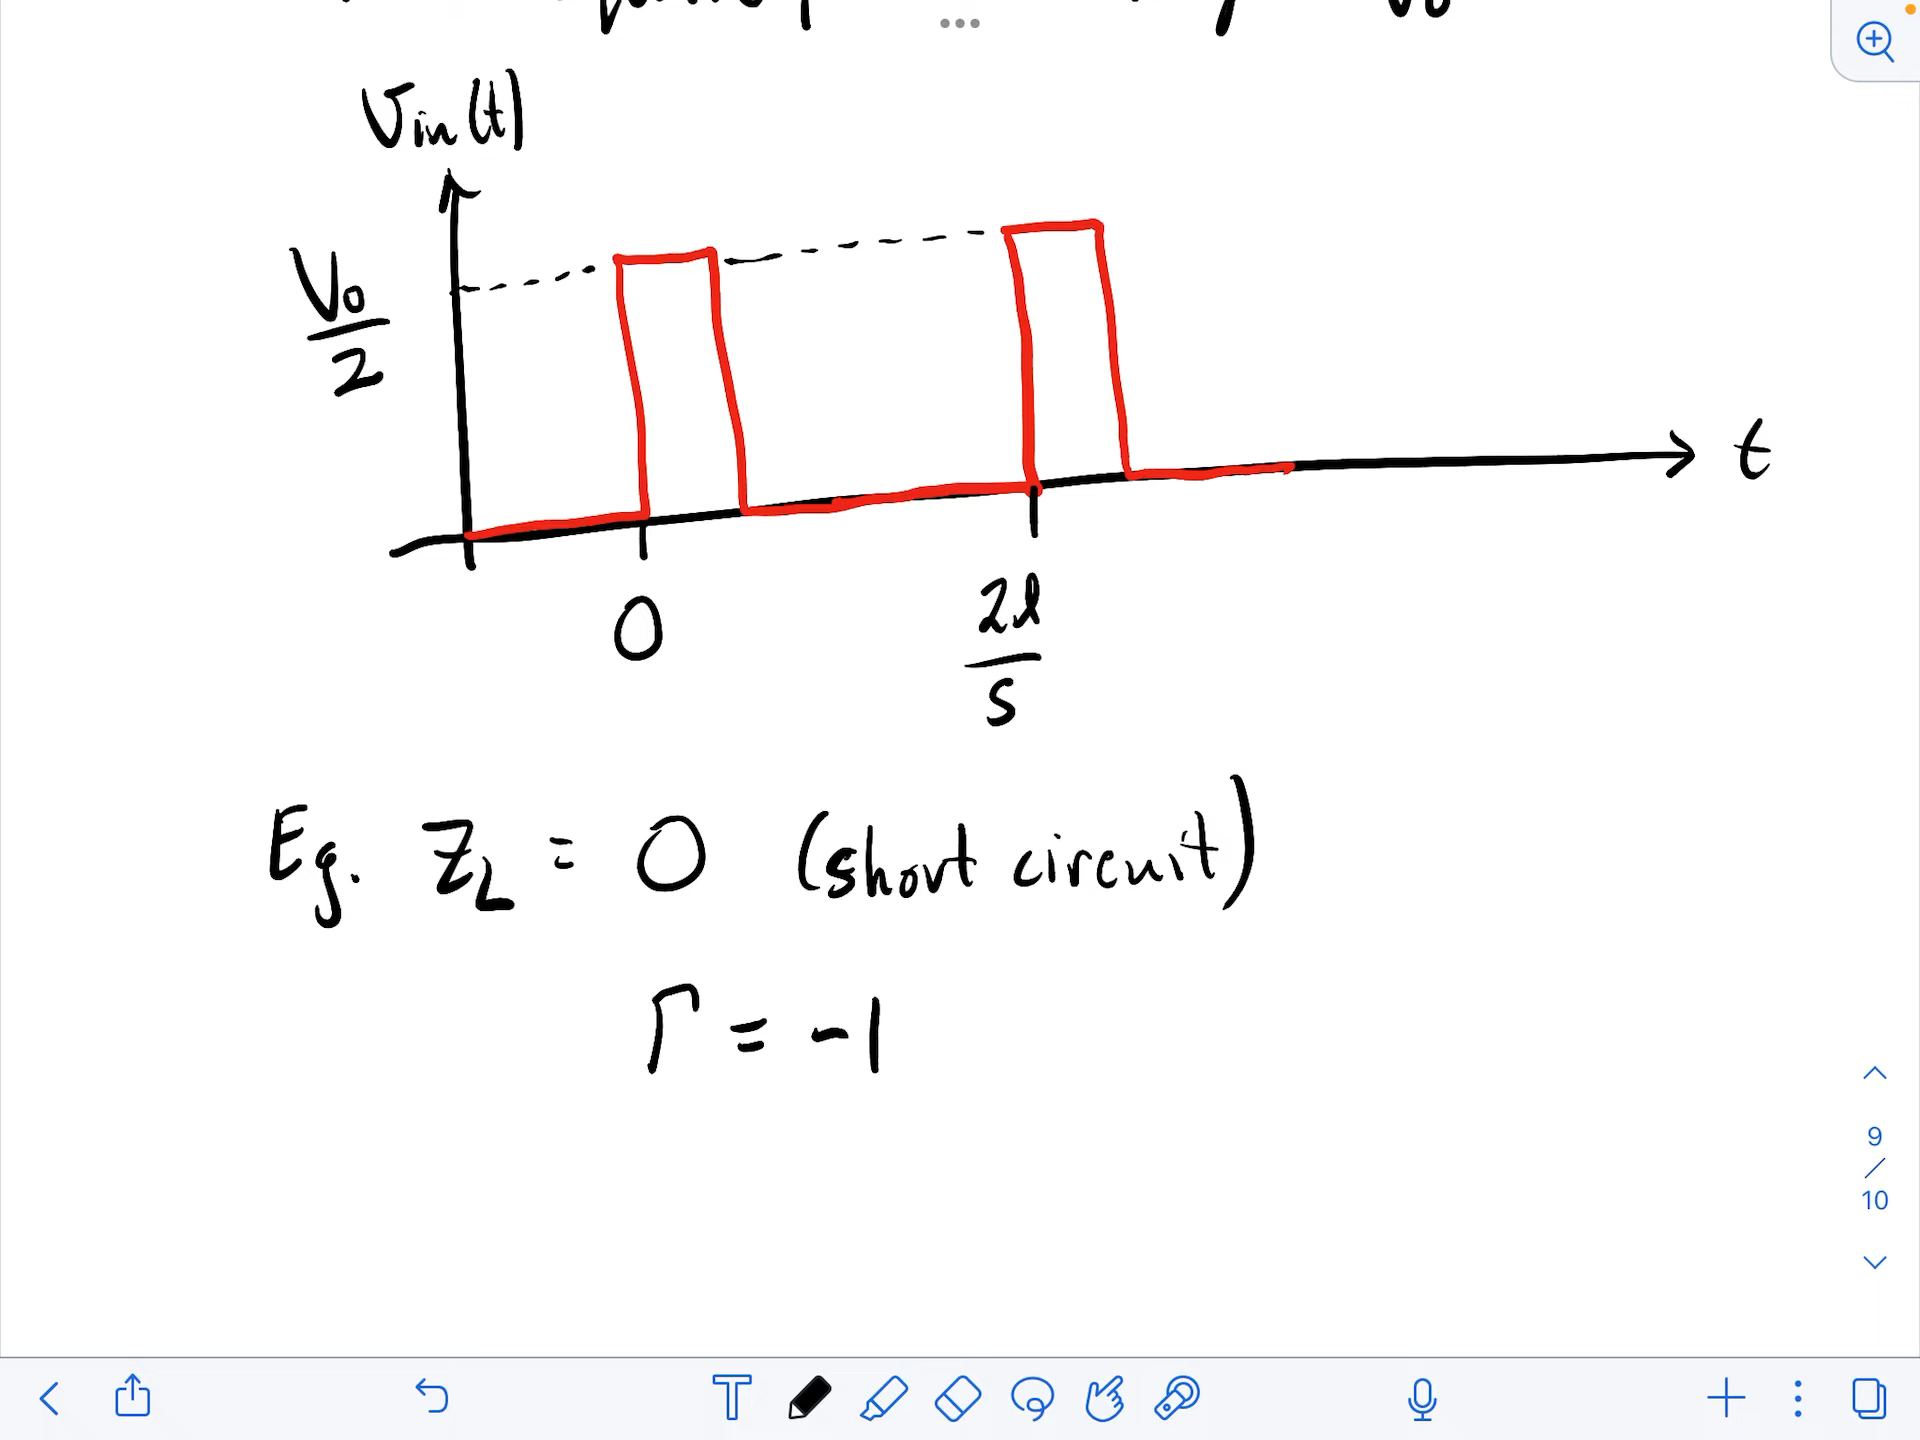 Vin(t)
V0
2
t
0
2l
s
Eg. ZL = 0 (short circuit)
Γ = -1
9
/
10
T